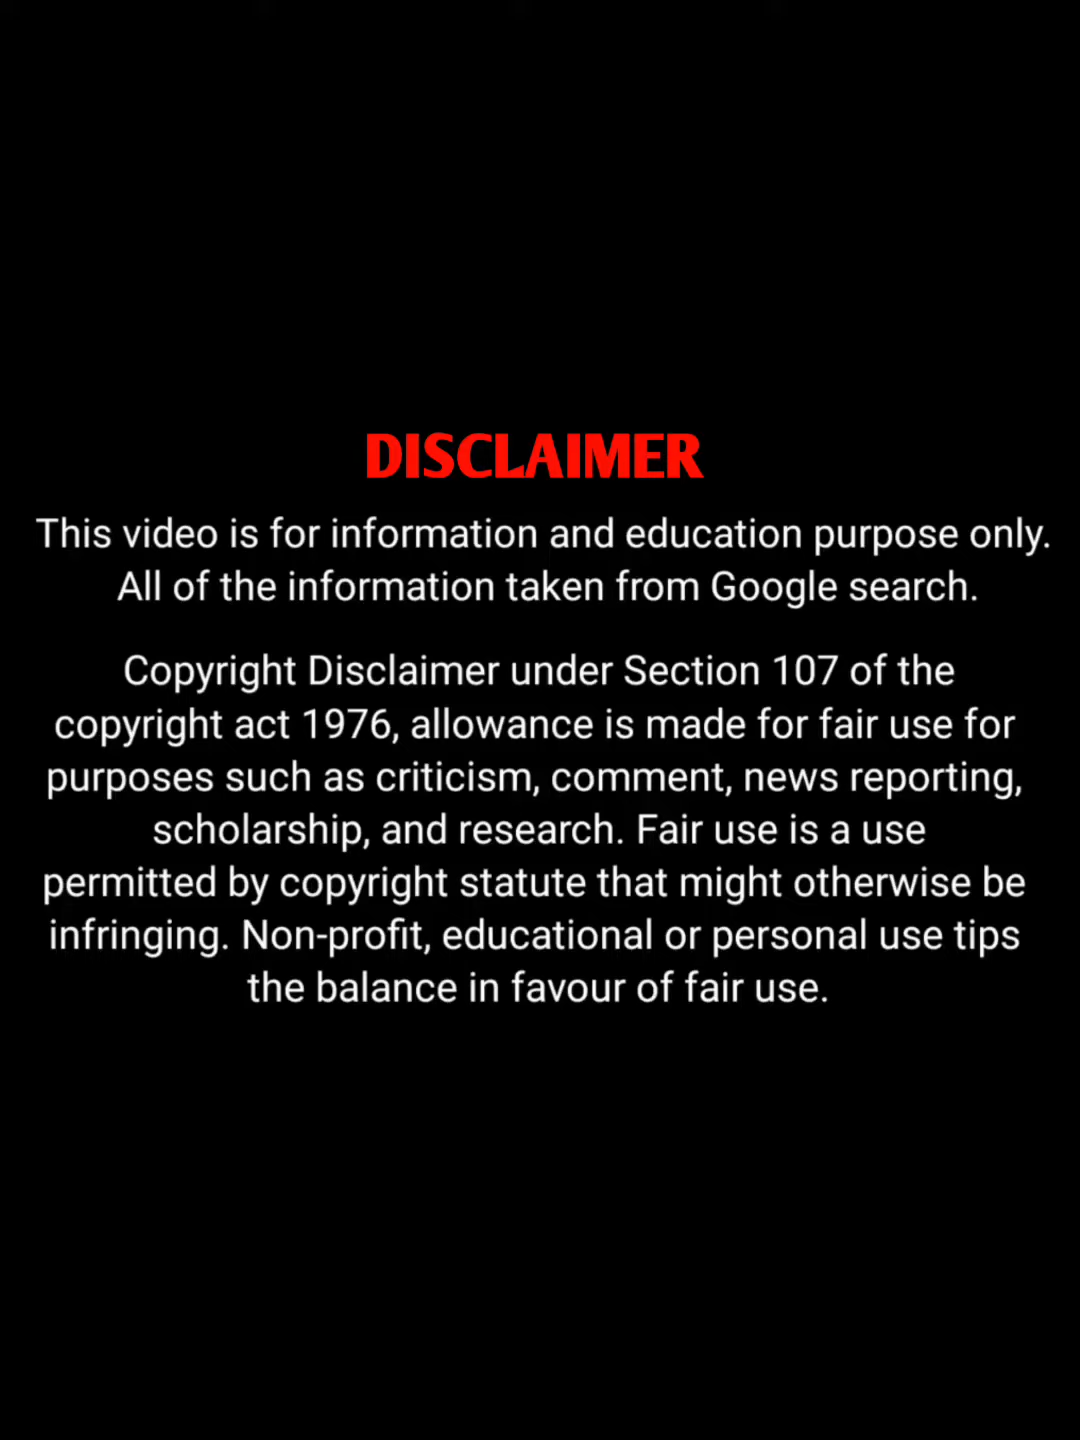 DISCLAIMER
This video is for information and education purpose only.
All of the information taken from Google search.
Copyright Disclaimer under Section 107 of the
copyright act 1976, allowance is made for fair use for
purposes such as criticism, comment, news reporting,
scholarship, and research. Fair use is a use
permitted by copyright statute that might otherwise be
infringing. Non-profit, educational or personal use tips
the balance in favour of fair use.